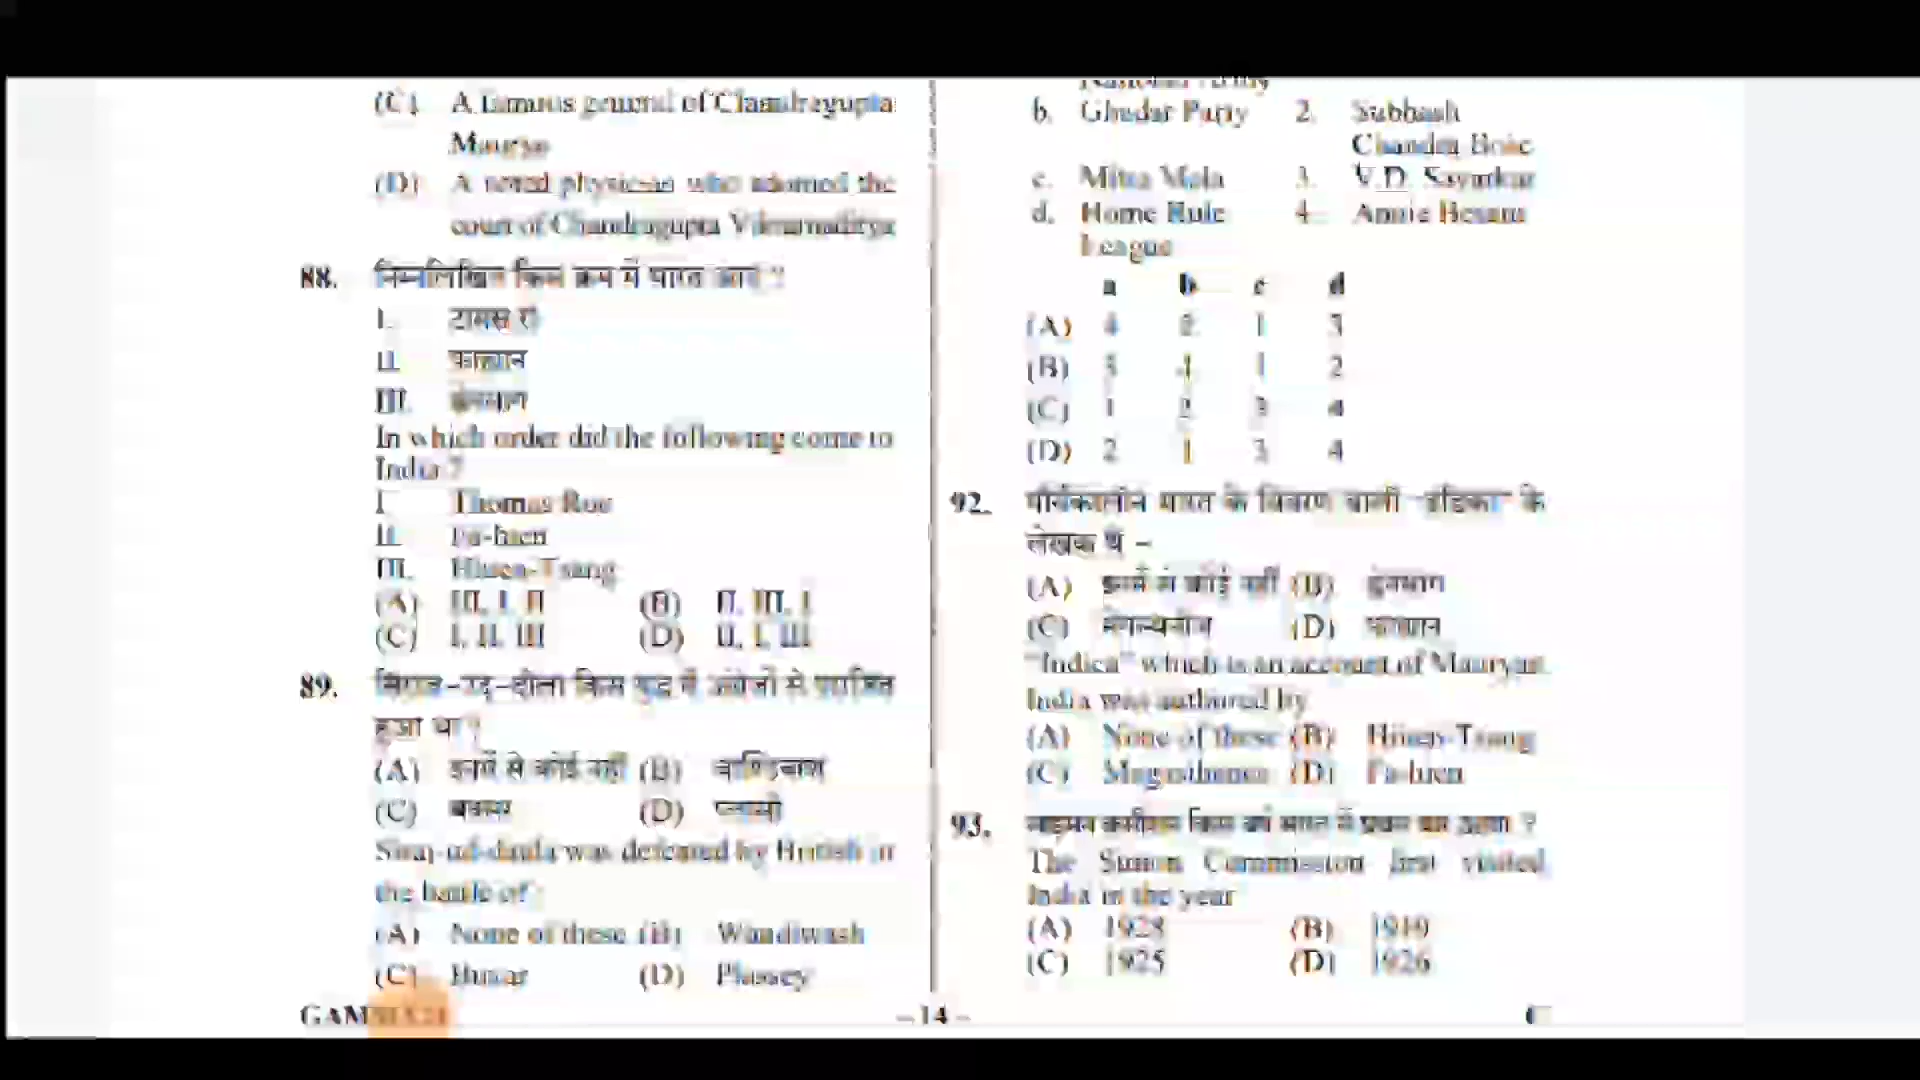 (C) A famous general of Chandragupta
Maurya
(D) A noted physician who adorned the
court of Chandragupta Vikramaditya
88. निम्नलिखित किस क्रम में भारत आए ?
I. टामस रो
II. फाह्यान
III. ह्वेनसांग
In which order did the following come to
India ?
I. Thomas Roe
II. Fa-hien
III. Hiuen-Tsang
(A) III, I, II (B) II, III, I
(C) I, II, III (D) II, I, III
89. सिराज-उद्-दौला किस युद्ध में अंग्रेजों से पराजित
हुआ था ?
(A) इनमें से कोई नहीं (B) वाण्डिवाश
(C) बक्सर (D) प्लासी
Siraj-ud-daula was defeated by British in
the battle of :
(A) None of these (B) Wandiwash
(C) Buxar (D) Plassey
GAM
– 14 –
National Army
b. Ghadar Party 2. Subhash
Chandra Bose
c. Mitra Mela 3. V.D. Savarkar
d. Home Rule 4. Annie Besant
League
a b c d
(A) 4 2 1 3
(B) 3 4 1 2
(C) 1 2 3 4
(D) 2 1 3 4
92. मौर्यकालीन भारत के विवरण वाली "इंडिका" के
लेखक थे –
(A) इनमें से कोई नहीं (B) ह्वेनसांग
(C) मेगास्थनीज (D) फाह्यान
"Indica" which is an account of Mauryan
India was authored by
(A) None of these (B) Hiuen-Tsang
(C) Megasthenes (D) Fa-hien
93. साइमन कमीशन किस वर्ष भारत में प्रथम बार आया ?
The Simon Commission first visited
India in the year
(A) 1928 (B) 1919
(C) 1925 (D) 1926
C